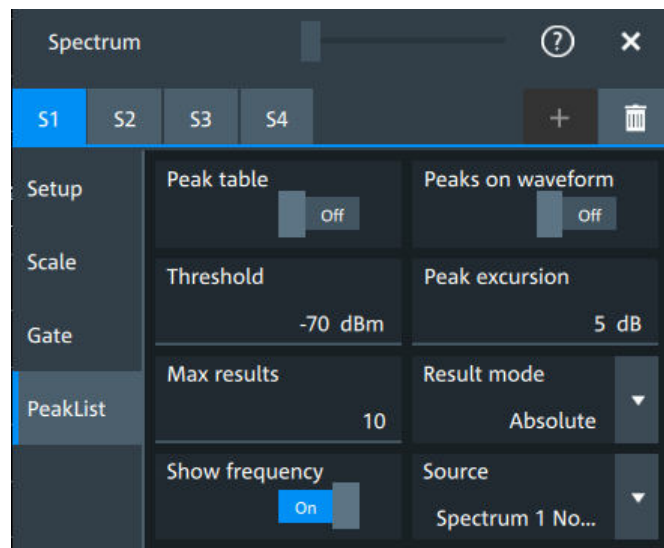 Spectrum
?
S1 S2 S3 S4 +
Setup
Scale
Gate
PeakList
Peak table
Off
Peaks on waveform
Off
Threshold
-70 dBm
Peak excursion
5 dB
Max results
10
Result mode
Absolute
Show frequency
On
Source
Spectrum 1 No...